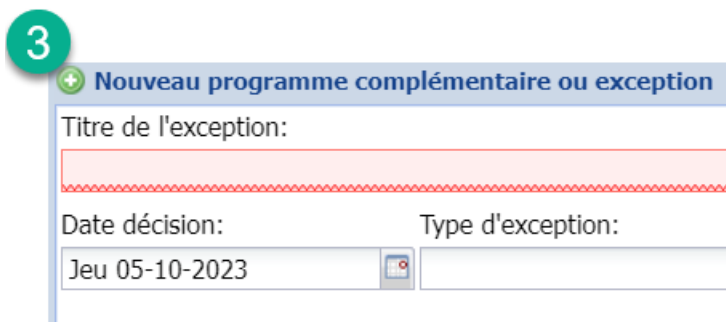 3
Nouveau programme complémentaire ou exception
Titre de l'exception:
Date décision:
Type d'exception:
Jeu 05-10-2023